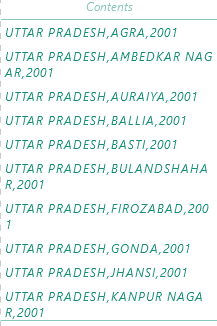 Contents
UTTAR PRADESH,AGRA,2001
UTTAR PRADESH,AMBEDKAR NAG
AR,2001
UTTAR PRADESH,AURAIYA,2001
UTTAR PRADESH,BALLIA,2001
UTTAR PRADESH,BASTI,2001
UTTAR PRADESH,BULANDSHAHA
R,2001
UTTAR PRADESH,FIROZABAD,200
1
UTTAR PRADESH,GONDA,2001
UTTAR PRADESH,JHANSI,2001
UTTAR PRADESH,KANPUR NAGA
R,2001